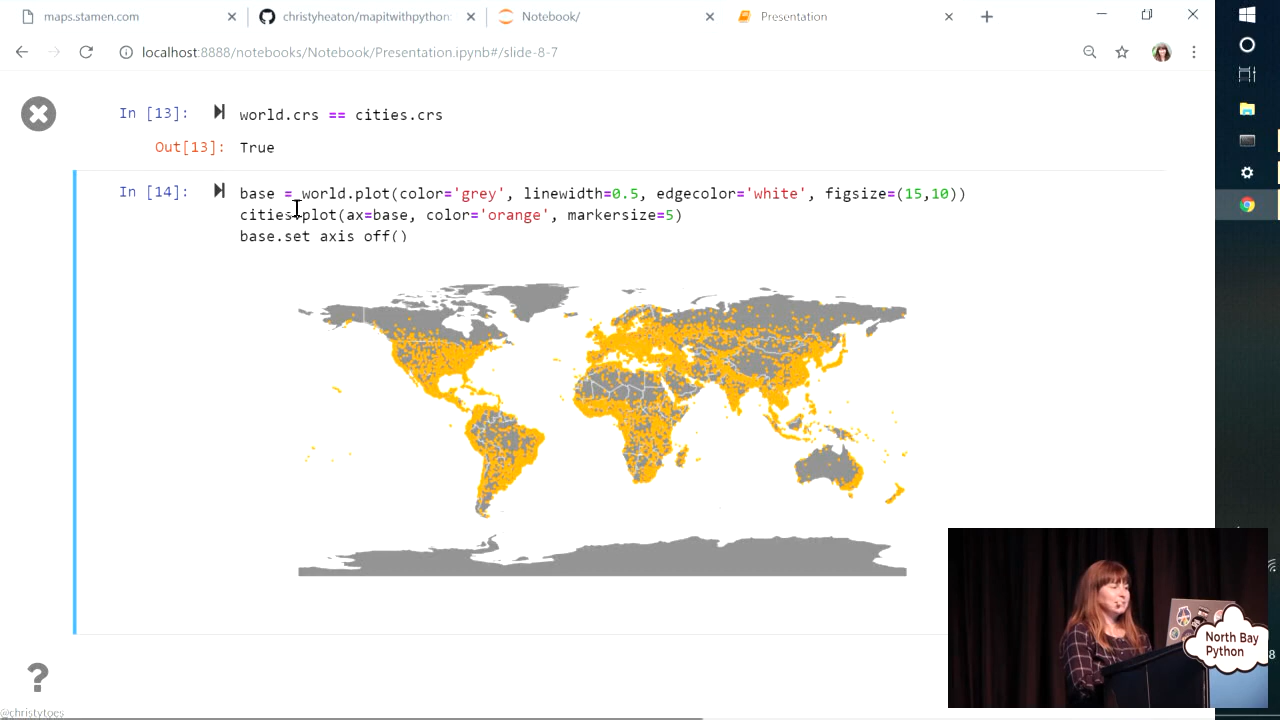 maps.stamen.com
christyheaton/mapitwithpython:
Notebook/
Presentation
localhost:8888/notebooks/Notebook/Presentation.ipynb#/slide-8-7
In [13]:
world.crs == cities.crs
Out[13]:
True
In [14]:
base = world.plot(color='grey', linewidth=0.5, edgecolor='white', figsize=(15,10))
cities.plot(ax=base, color='orange', markersize=5)
base.set axis off()
North Bay
Python
8
?
@christytoes